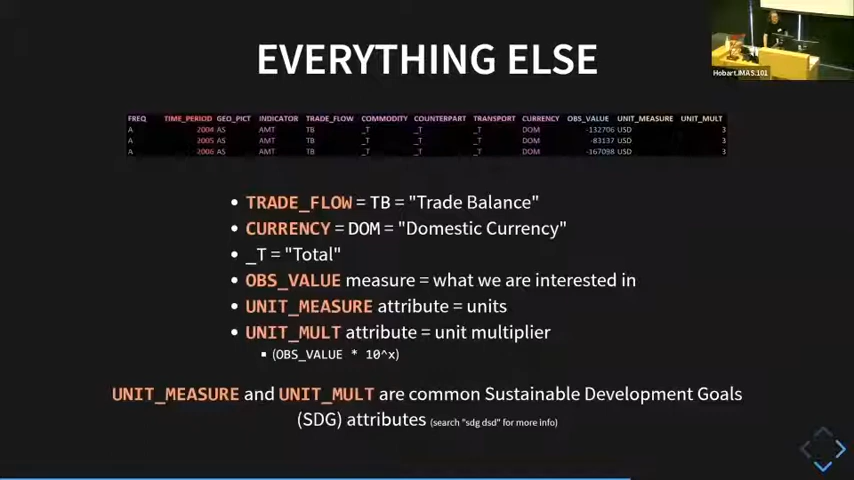 EVERYTHING ELSE
Hobart.IMAS.101
FREQ TIME_PERIOD GEO_PICT INDICATOR TRADE_FLOW COMMODITY COUNTERPART TRANSPORT CURRENCY OBS_VALUE UNIT_MEASURE UNIT_MULT
A 2004 AS AMT TB _T _T _T DOM -132706 USD 3
A 2005 AS AMT TB _T _T _T DOM -83137 USD 3
A 2006 AS AMT TB _T _T _T DOM -167098 USD 3
• TRADE_FLOW = TB = "Trade Balance"
• CURRENCY = DOM = "Domestic Currency"
• _T = "Total"
• OBS_VALUE measure = what we are interested in
• UNIT_MEASURE attribute = units
• UNIT_MULT attribute = unit multiplier
▪ (OBS_VALUE * 10^x)
UNIT_MEASURE and UNIT_MULT are common Sustainable Development Goals
(SDG) attributes (search "sdg dsd" for more info)